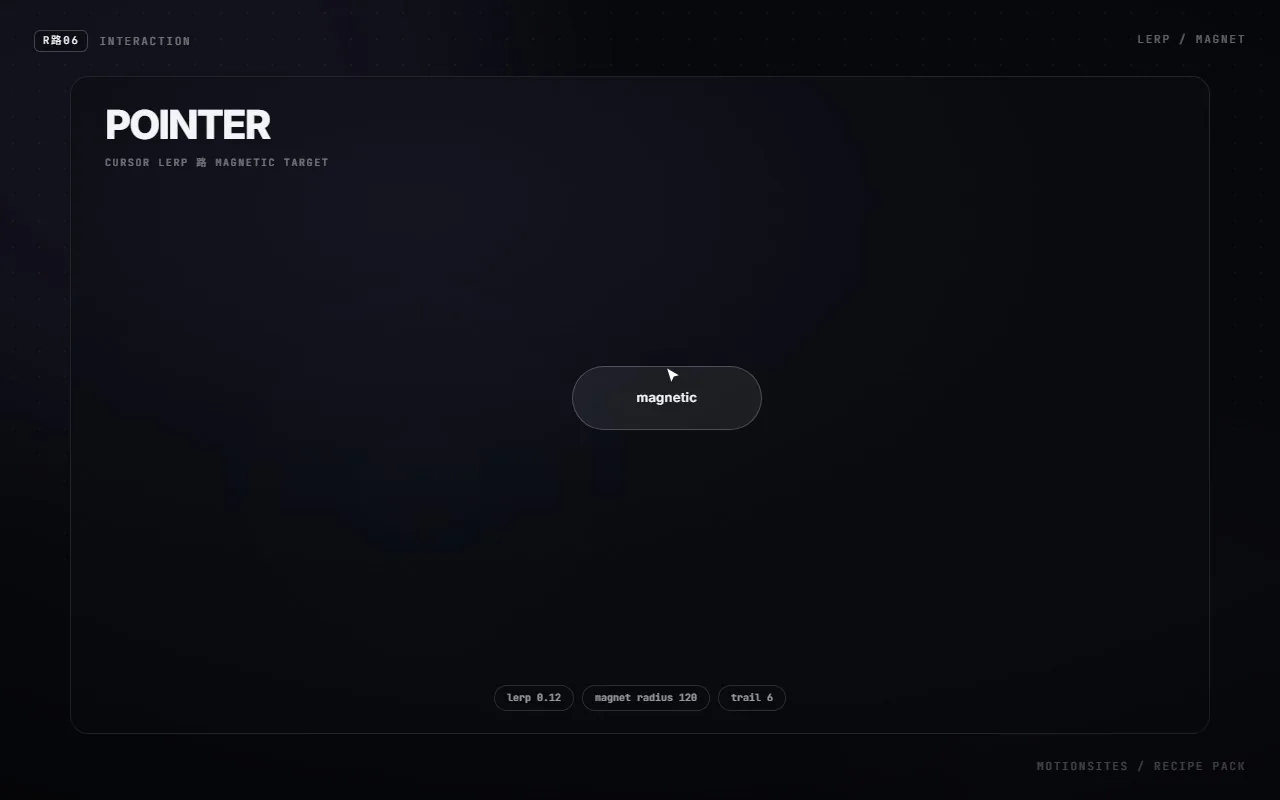 R路06 INTERACTION
LERP / MAGNET
POINTER
CURSOR LERP 路 MAGNETIC TARGET
magnetic
lerp 0.12
magnet radius 120
trail 6
MOTIONSITES / RECIPE PACK